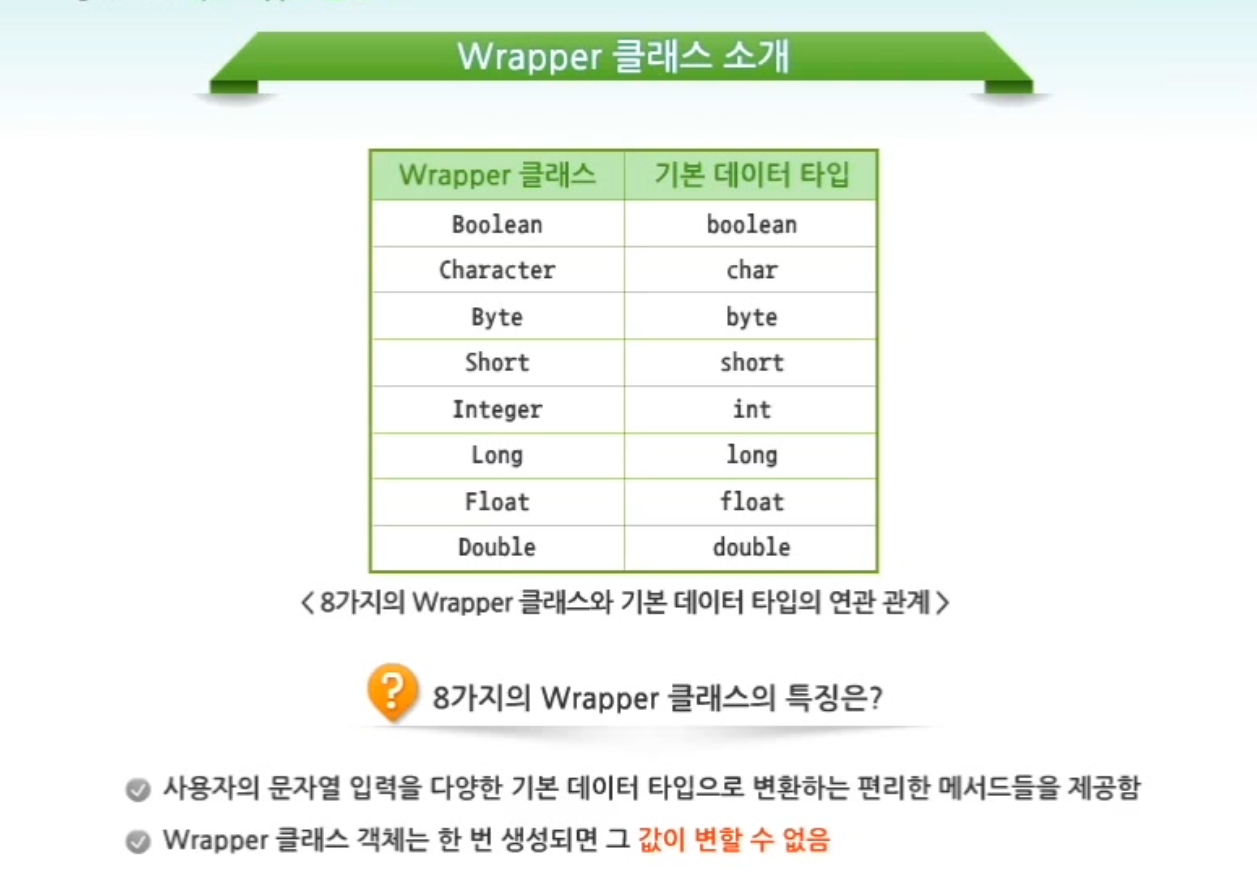 Wrapper 클래스 소개
Wrapper 클래스 기본 데이터 타입
Boolean boolean
Character char
Byte byte
Short short
Integer int
Long long
Float float
Double double
< 8가지의 Wrapper 클래스와 기본 데이터 타입의 연관 관계 >
? 8가지의 Wrapper 클래스의 특징은?
사용자의 문자열 입력을 다양한 기본 데이터 타입으로 변환하는 편리한 메서드들을 제공함
Wrapper 클래스 객체는 한 번 생성되면 그 값이 변할 수 없음